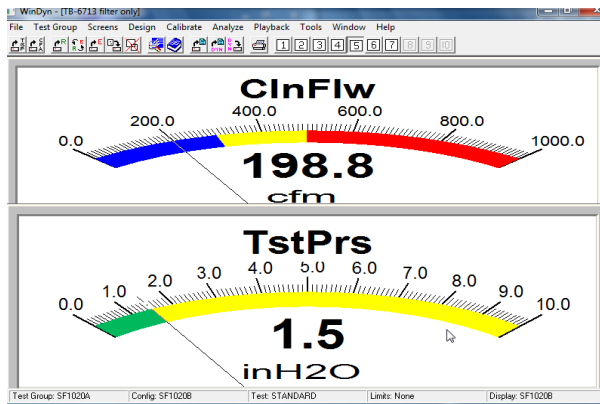 WinDyn - [TB-6713 filter only]
File Test Group Screens Design Calibrate Analyze Playback Tools Window Help
1 2 3 4 5 6 7 8 9 10
ClnFlw
0.0 200.0 400.0 600.0 800.0 1000.0
198.8
cfm
TstPrs
0.0 1.0 2.0 3.0 4.0 5.0 6.0 7.0 8.0 9.0 10.0
1.5
inH2O
Test Group: SF1020A Config: SF1020B Test: STANDARD Limits: None Display: SF1020B